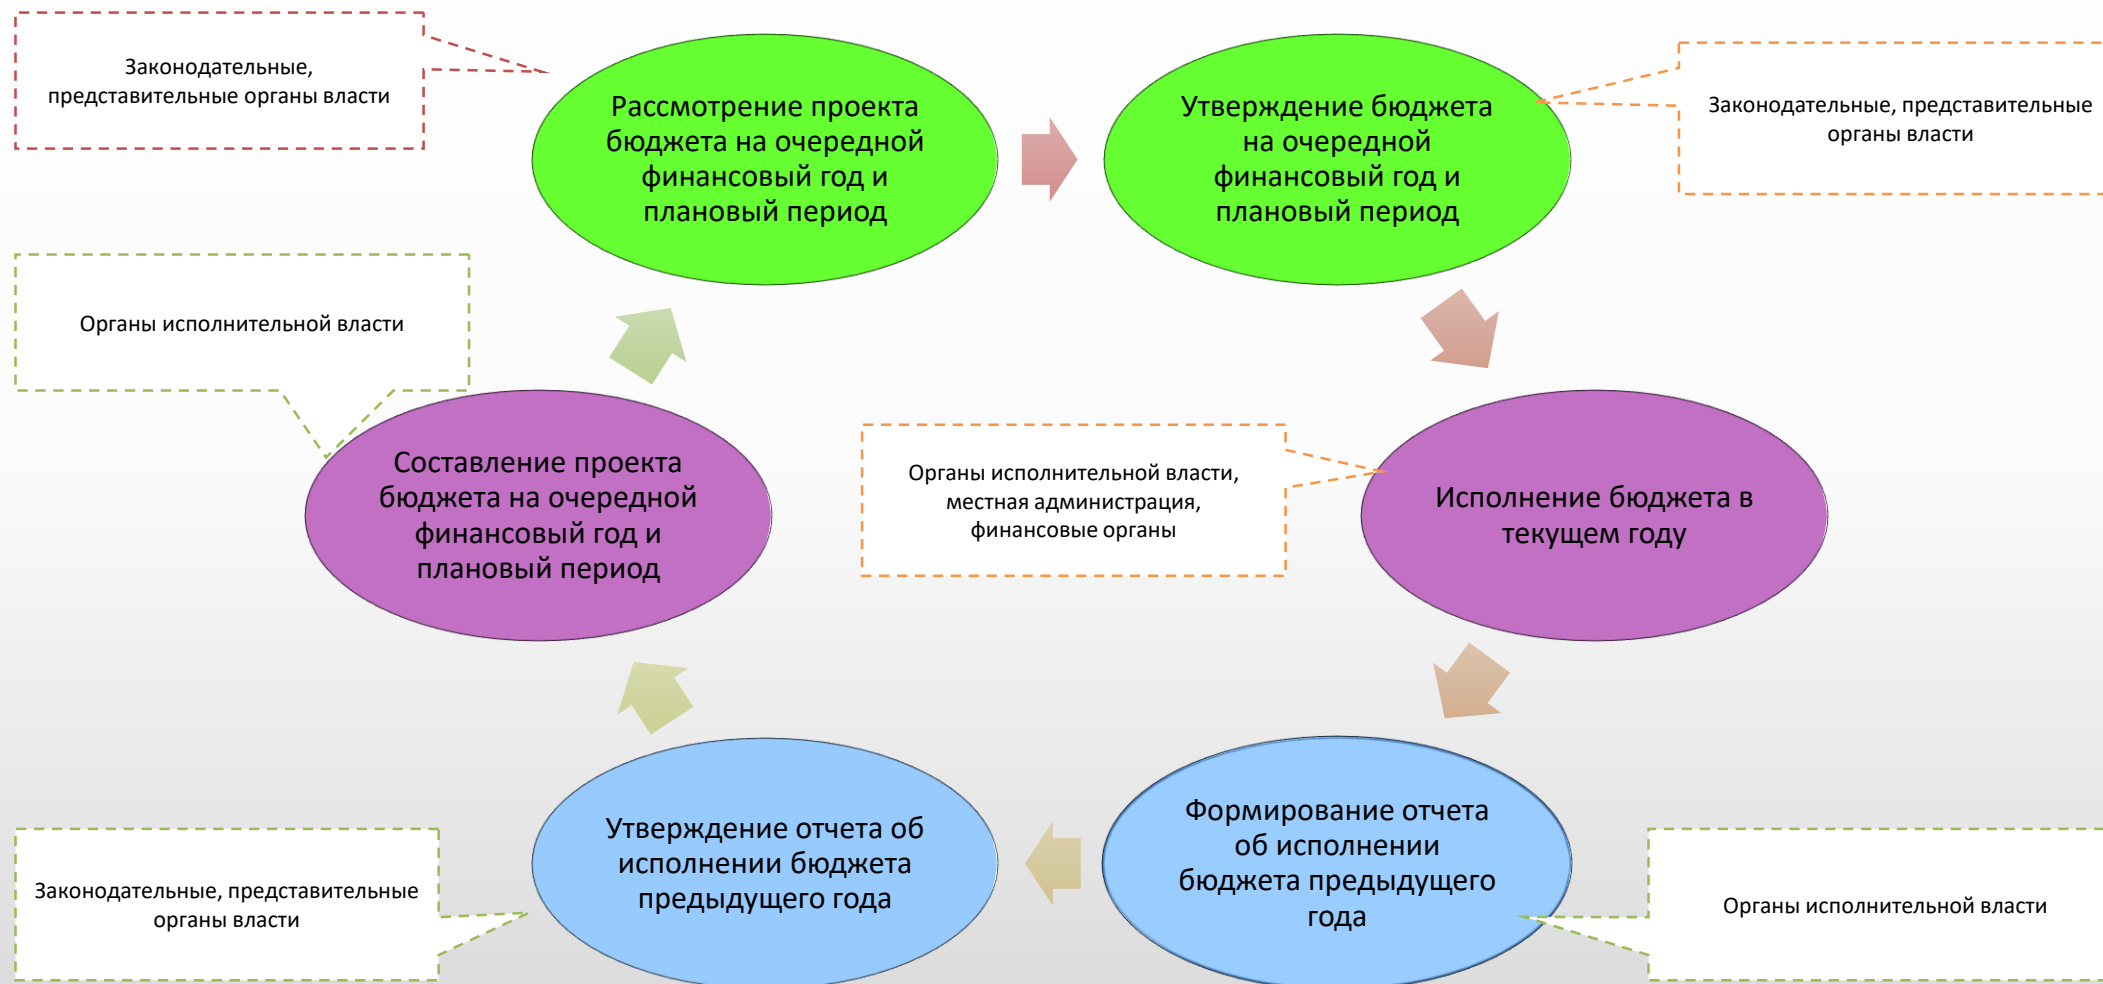 Законодательные,
представительные органы власти
Рассмотрение проекта
бюджета на очередной
финансовый год и
плановый период
Утверждение бюджета
на очередной
финансовый год и
плановый период
Законодательные, представительные
органы власти
Органы исполнительной власти
Составление проекта
бюджета на очередной
финансовый год и
плановый период
Органы исполнительной власти,
местная администрация,
финансовые органы
Исполнение бюджета в
текущем году
Законодательные, представительные
органы власти
Утверждение отчета об
исполнении бюджета
предыдущего года
Формирование отчета
об исполнении
бюджета предыдущего
года
Органы исполнительной власти